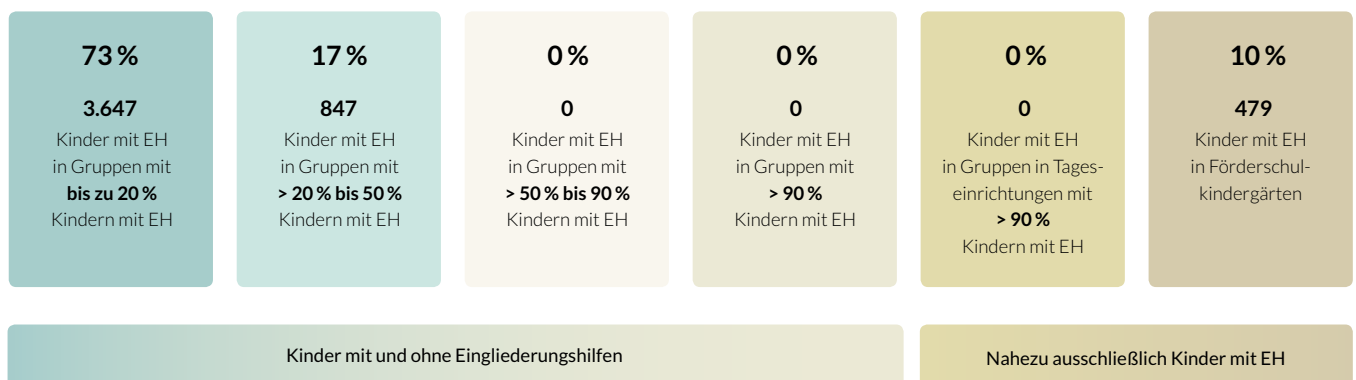 73 %
3.647
Kinder mit EH
in Gruppen mit
bis zu 20 %
Kindern mit EH
17 %
847
Kinder mit EH
in Gruppen mit
> 20 % bis 50 %
Kindern mit EH
0 %
0
Kinder mit EH
in Gruppen mit
> 50 % bis 90 %
Kindern mit EH
0 %
0
Kinder mit EH
in Gruppen mit
> 90 %
Kindern mit EH
0 %
0
Kinder mit EH
in Gruppen in Tages-
einrichtungen mit
> 90 %
Kindern mit EH
10 %
479
Kinder mit EH
in Förderschul-
kindergärten
Kinder mit und ohne Eingliederungshilfen
Nahezu ausschließlich Kinder mit EH